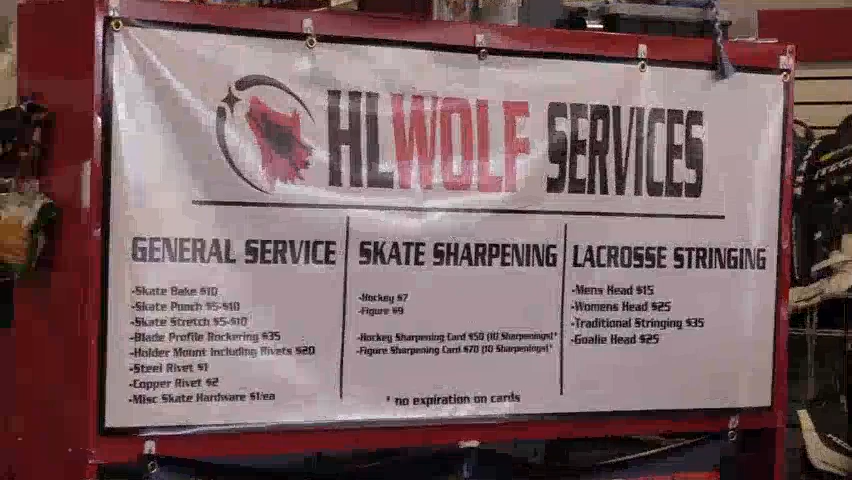 HLWOLF SERVICES
GENERAL SERVICE
-Skate Bake $10
-Skate Punch $5-$10
-Skate Stretch $5-$10
-Blade Profile Rockering $35
-Holder Mount Including Rivets $20
-Steel Rivet $1
-Copper Rivet $2
-Misc Skate Hardware $1/ea
SKATE SHARPENING
-Hockey $7
-Figure $9
-Hockey Sharpening Card $50 (10 Sharpenings)*
-Figure Sharpening Card $70 (10 Sharpenings)*
* no expiration on cards
LACROSSE STRINGING
-Mens Head $15
-Womens Head $25
-Traditional Stringing $35
-Goalie Head $25